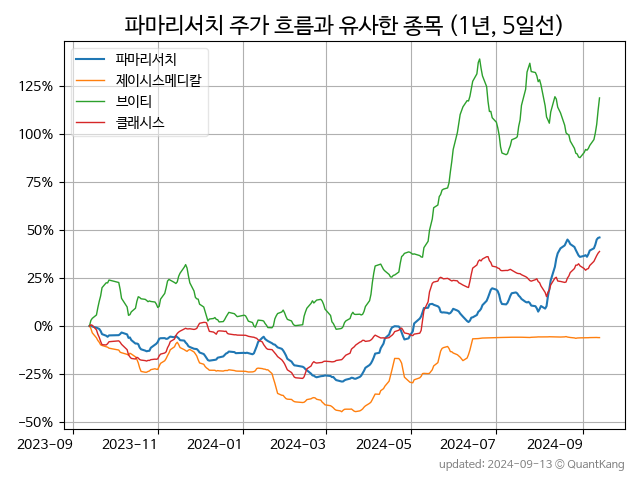 파마리서치 주가 흐름과 유사한 종목 (1년, 5일선)
파마리서치
제이시스메디칼
브이티
클래시스
125%
100%
75%
50%
25%
0%
−25%
−50%
2023-09
2023-11
2024-01
2024-03
2024-05
2024-07
2024-09
updated: 2024-09-13 © QuantKang